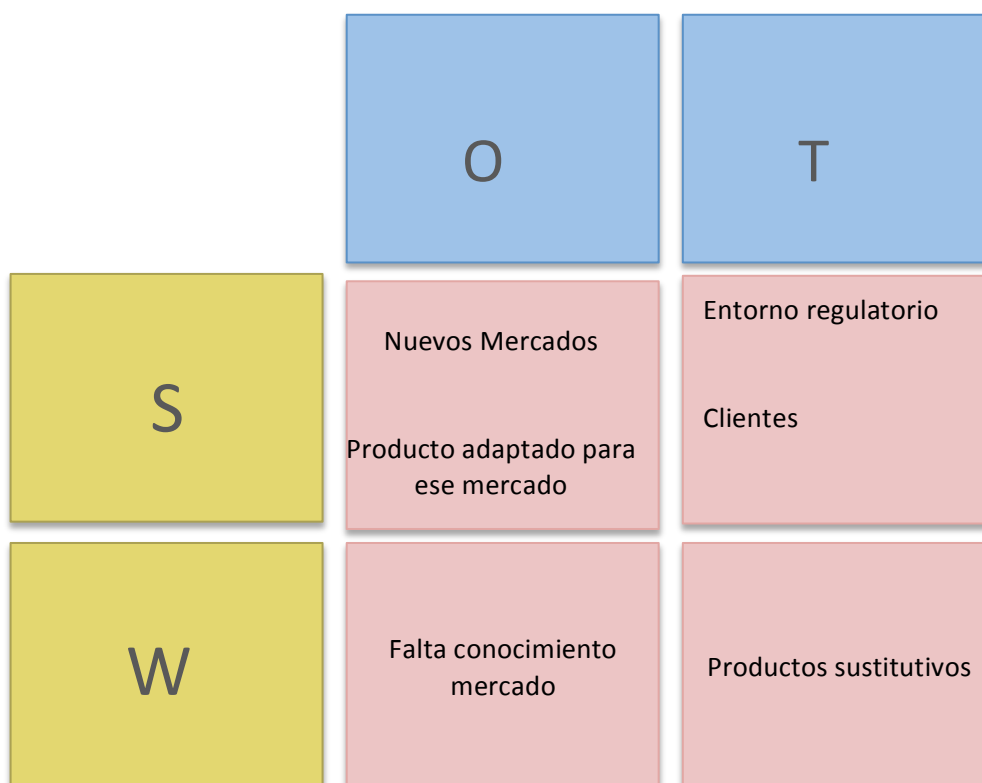 O
T
S
Nuevos Mercados
Producto adaptado para
ese mercado
Entorno regulatorio
Clientes
W
Falta conocimiento
mercado
Productos sustitutivos